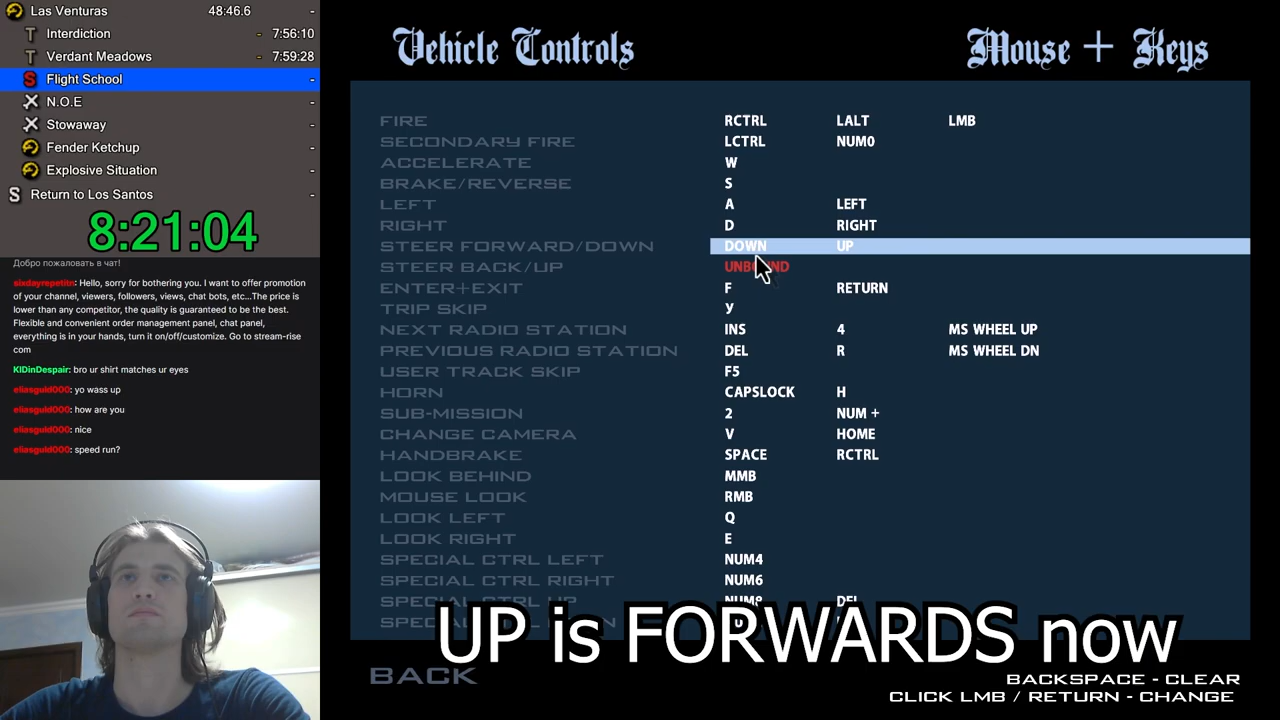 Las Venturas 48:46.6
Interdiction - 7:56:10
Verdant Meadows - 7:59:28
Flight School -
N.O.E -
Stowaway -
Fender Ketchup -
Explosive Situation -
Return to Los Santos -
8:21:04
Добро пожаловать в чат!
sixdayrepetitn: Hello, sorry for bothering you. I want to offer promotion
of your channel, viewers, followers, views, chat bots, etc...The price is
lower than any competitor, the quality is guaranteed to be the best.
Flexible and convenient order management panel, chat panel,
everything is in your hands, turn it on/off/customize. Go to stream-rise
com
KIDinDespair: bro ur shirt matches ur eyes
eliasguld000: yo wass up
eliasguld000: how are you
eliasguld000: nice
eliasguld000: speed run?
Vehicle Controls
Mouse + Keys
FIRE RCTRL LALT LMB
SECONDARY FIRE LCTRL NUM0
ACCELERATE W
BRAKE/REVERSE S
LEFT A LEFT
RIGHT D RIGHT
STEER FORWARD/DOWN DOWN UP
STEER BACK/UP UNBOUND
ENTER+EXIT F RETURN
TRIP SKIP У
NEXT RADIO STATION INS 4 MS WHEEL UP
PREVIOUS RADIO STATION DEL R MS WHEEL DN
USER TRACK SKIP F5
HORN CAPSLOCK H
SUB-MISSION 2 NUM +
CHANGE CAMERA V HOME
HANDBRAKE SPACE RCTRL
LOOK BEHIND MMB
MOUSE LOOK RMB
LOOK LEFT Q
LOOK RIGHT E
SPECIAL CTRL LEFT NUM4
SPECIAL CTRL RIGHT NUM6
SPECIAL CTRL UP NUM8 DEL
UP is FORWARDS now
BACK
BACKSPACE - CLEAR
CLICK LMB / RETURN - CHANGE